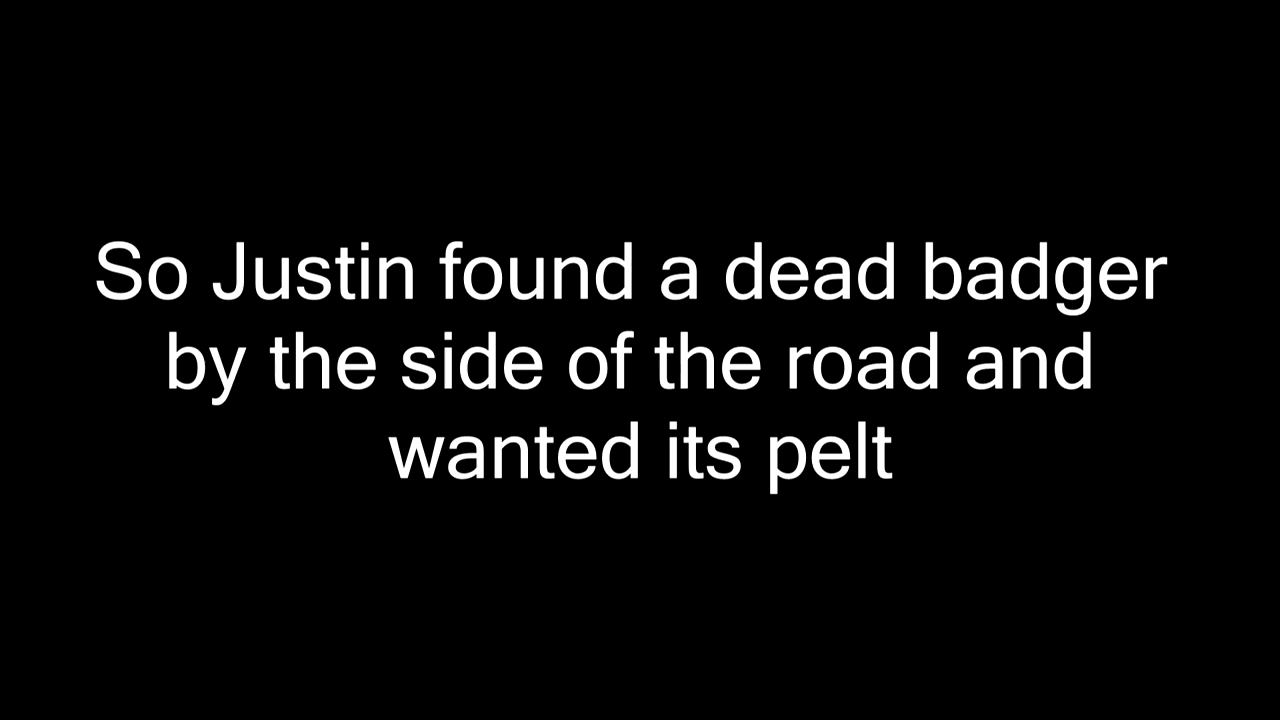 So Justin found a dead badger
by the side of the road and
wanted its pelt